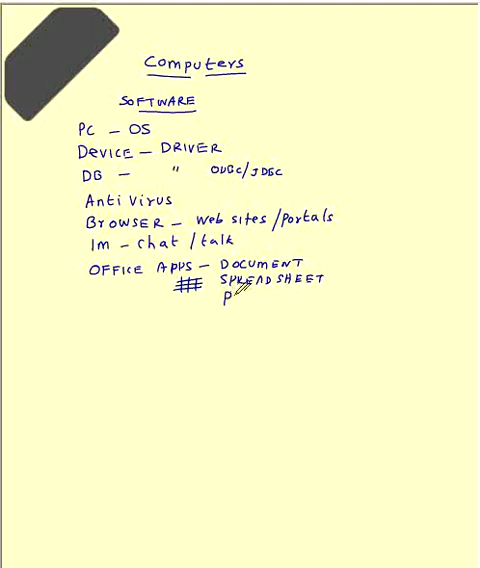 Computers
SOFTWARE
PC - OS
DEVICE - DRIVER
DB - " ODBC/JDBC
Anti Virus
BROWSER - Web sites / Portals
Im - chat / talk
OFFICE APPS - DOCUMENT
SPREADSHEET
P